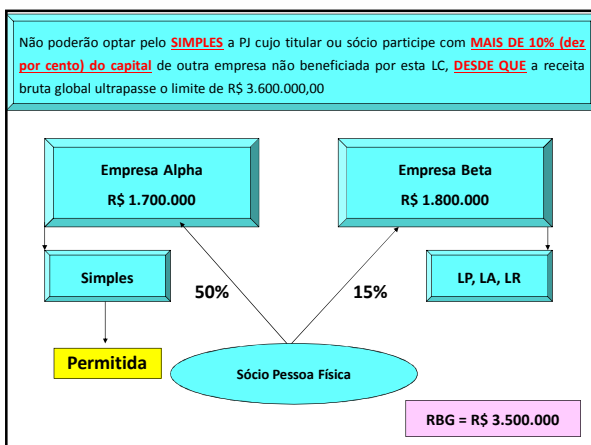 Não poderão optar pelo SIMPLES a PJ cujo titular ou sócio participe com MAIS DE 10% (dez
por cento) do capital de outra empresa não beneficiada por esta LC, DESDE QUE a receita
bruta global ultrapasse o limite de R$ 3.600.000,00
Empresa Alpha
R$ 1.700.000
Empresa Beta
R$ 1.800.000
Simples
50%
15%
LP, LA, LR
Permitida
Sócio Pessoa Física
RBG = R$ 3.500.000